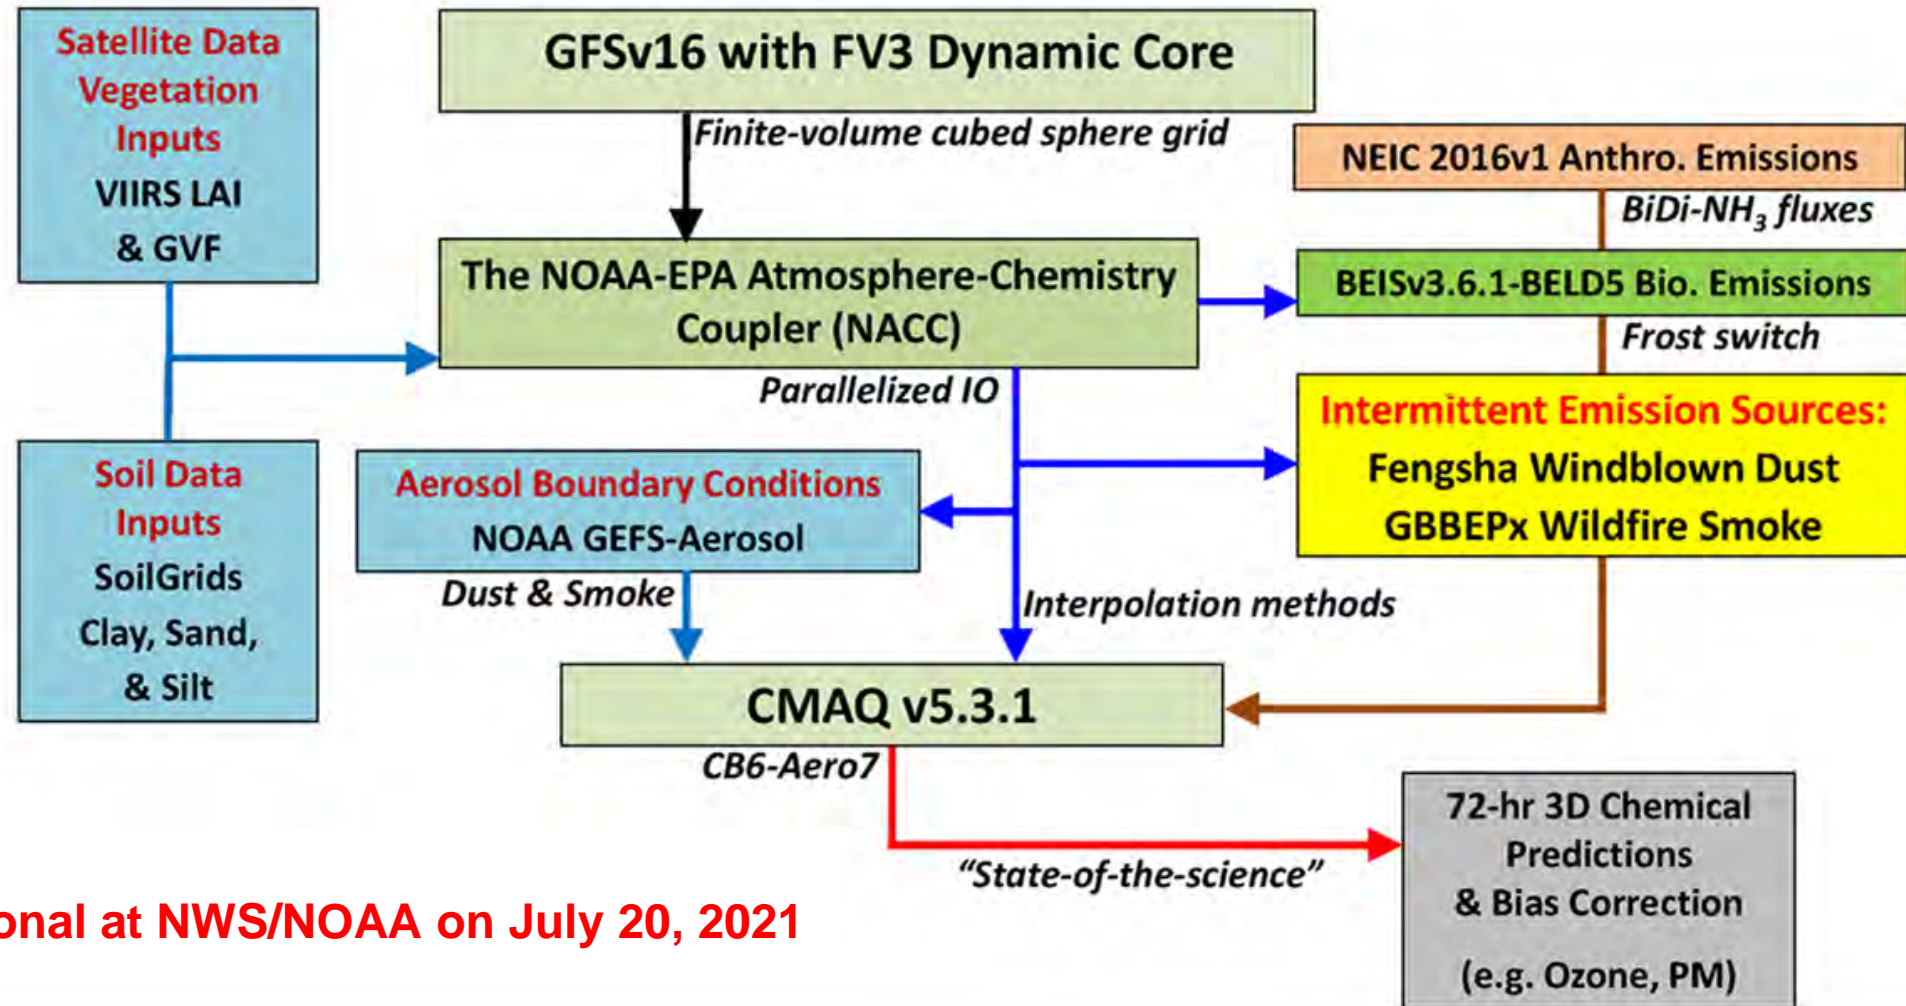 Satellite Data
Vegetation
Inputs
VIIRS LAI
& GVF
GFSv16 with FV3 Dynamic Core
Finite-volume cubed sphere grid
NEIC 2016v1 Anthro. Emissions
BiDi-NH₃ fluxes
The NOAA-EPA Atmosphere-Chemistry
Coupler (NACC)
Parallelized IO
BEISv3.6.1-BELD5 Bio. Emissions
Frost switch
Intermittent Emission Sources:
Fengsha Windblown Dust
GBBEPx Wildfire Smoke
Soil Data
Inputs
SoilGrids
Clay, Sand,
& Silt
Aerosol Boundary Conditions
NOAA GEFS-Aerosol
Dust & Smoke
Interpolation methods
CMAQ v5.3.1
CB6-Aero7
"State-of-the-science"
72-hr 3D Chemical
Predictions
& Bias Correction
(e.g. Ozone, PM)
onal at NWS/NOAA on July 20, 2021